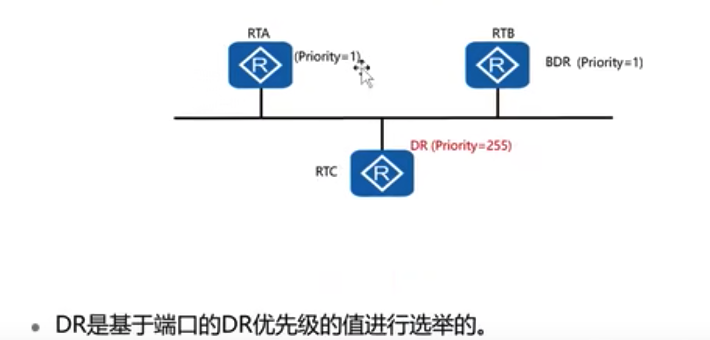 RTA
RTB
(Priority=1)
BDR (Priority=1)
R
R
DR (Priority=255)
RTC
R
• DR是基于端口的DR优先级的值进行选举的。